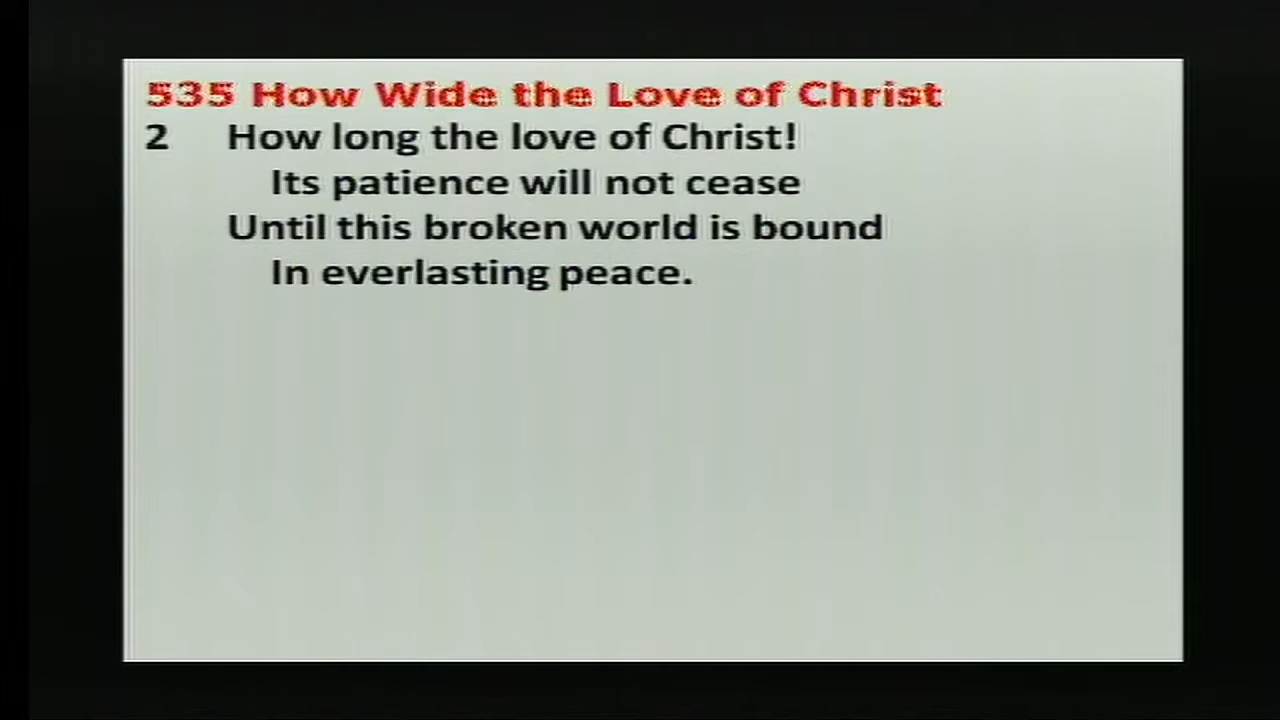 535 How Wide the Love of Christ
2 How long the love of Christ!
Its patience will not cease
Until this broken world is bound
In everlasting peace.